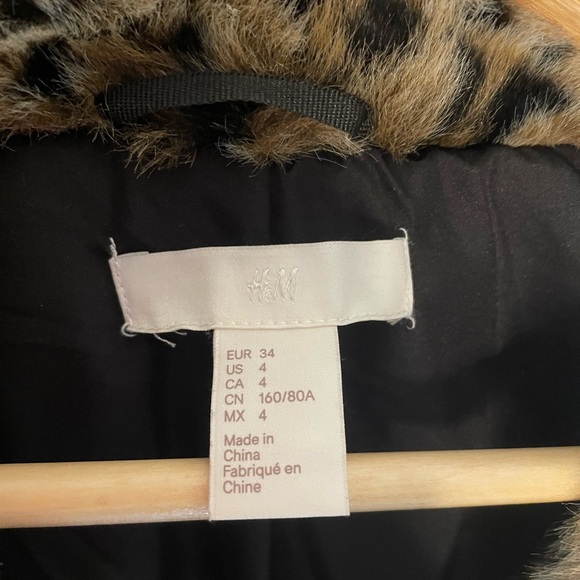 H&M
EUR 34
US 4
CA 4
CN 160/80A
MX 4
Made in
China
Fabriqué en
Chine